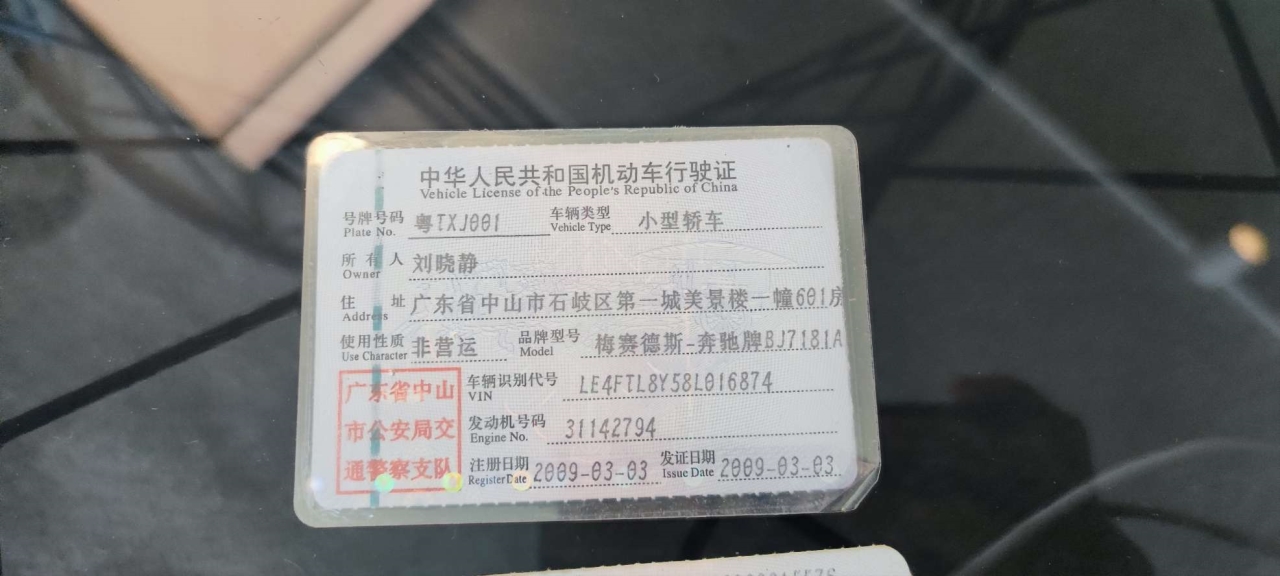 中华人民共和国机动车行驶证
Vehicle License of the People's Republic of China
号牌号码 粤TXJ001 车辆类型 小型轿车
Plate No. Vehicle Type
所有人 刘晓静
Owner
住址 广东省中山市石岐区第一城美景楼一幢601房
Address
使用性质 非营运 品牌型号 梅赛德斯-奔驰牌BJ7181A
Use Character Model
广东省中山 车辆识别代号 LE4FTL8Y58L016874
VIN
市公安局交 发动机号码 31142794
Engine No.
通警察支队 注册日期 2009-03-03 发证日期 2009-03-03
Register Date Issue Date